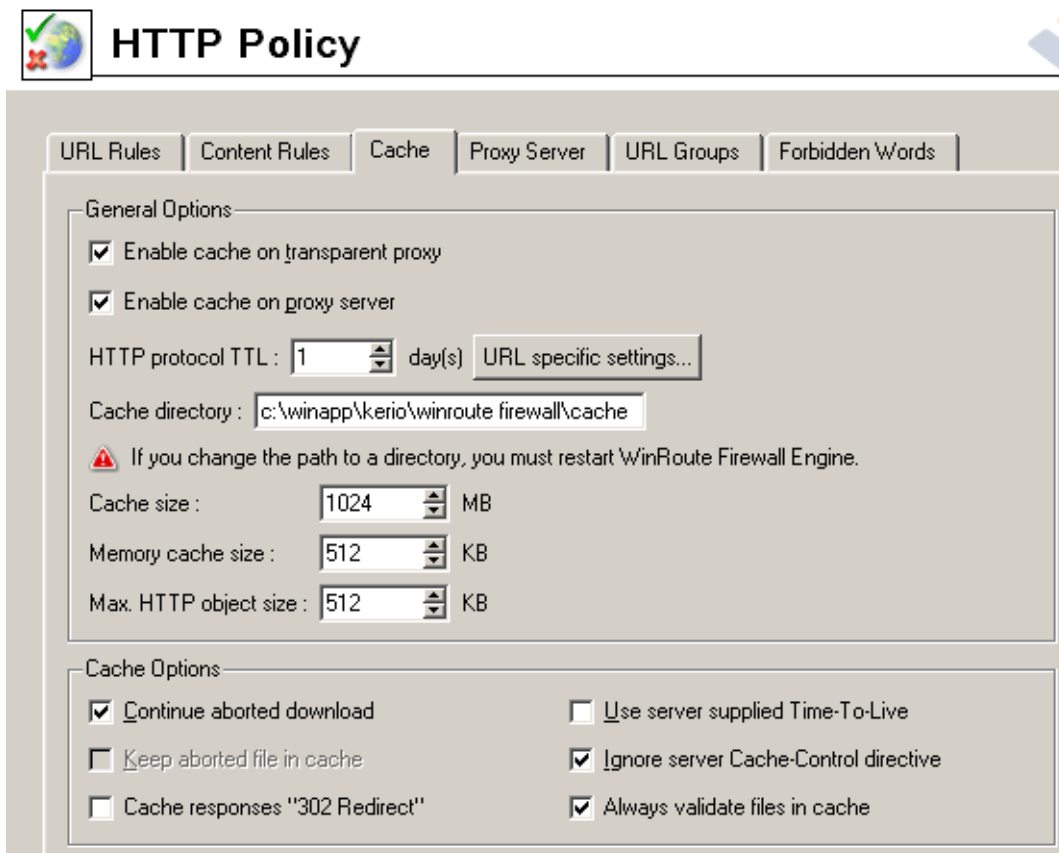 HTTP Policy
URL Rules Content Rules Cache Proxy Server URL Groups Forbidden Words
General Options
Enable cache on transparent proxy
Enable cache on proxy server
HTTP protocol TTL : 1 day(s) URL specific settings...
Cache directory : c:\winapp\kerio\winroute firewall\cache
If you change the path to a directory, you must restart WinRoute Firewall Engine.
Cache size : 1024 MB
Memory cache size : 512 KB
Max. HTTP object size : 512 KB
Cache Options
Continue aborted download Use server supplied Time-To-Live
Keep aborted file in cache Ignore server Cache-Control directive
Cache responses "302 Redirect" Always validate files in cache